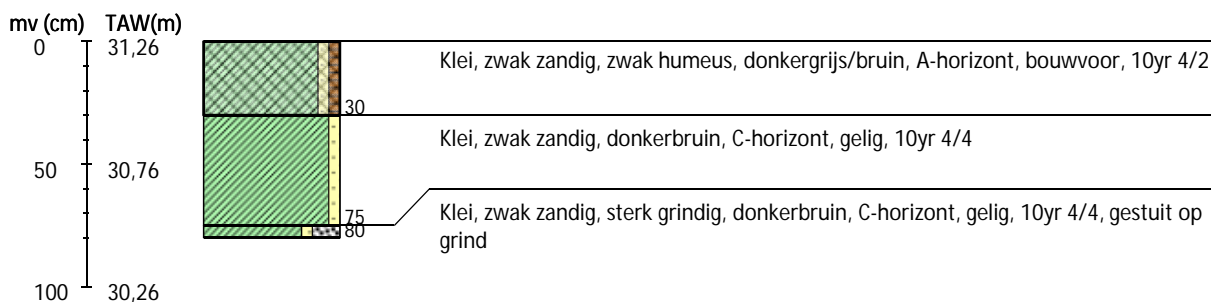 mv (cm) TAW(m)
0 31,26
Klei, zwak zandig, zwak humeus, donkergrijs/bruin, A-horizont, bouwvoor, 10yr 4/2
30
Klei, zwak zandig, donkerbruin, C-horizont, gelig, 10yr 4/4
50 30,76
75
Klei, zwak zandig, sterk grindig, donkerbruin, C-horizont, gelig, 10yr 4/4, gestuit op
80
grind
100 30,26